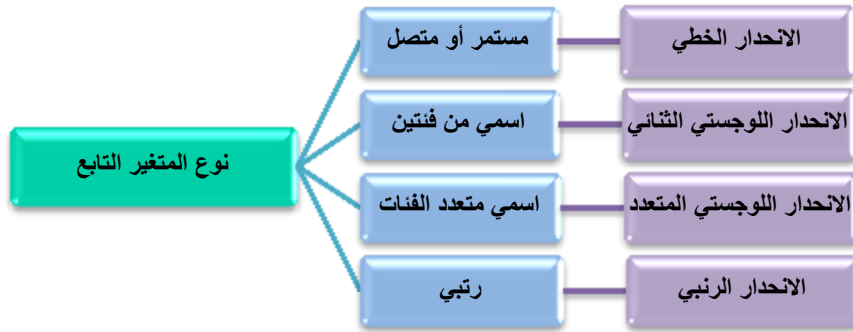 نوع المتغير التابع
مستمر أو متصل
الانحدار الخطي
اسمي من فئتين
الانحدار اللوجستي الثنائي
اسمي متعدد الفئات
الانحدار اللوجستي المتعدد
رتبي
الانحدار الرنبي